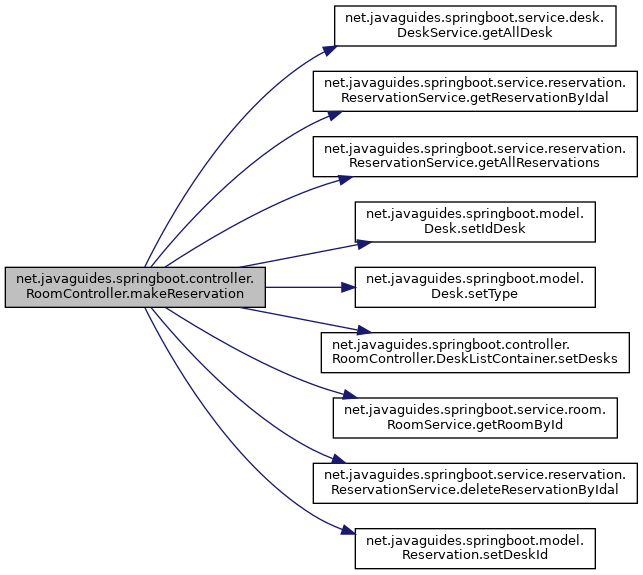 net.javaguides.springboot.service.desk.
DeskService.getAllDesk
net.javaguides.springboot.service.reservation.
ReservationService.getReservationByIdal
net.javaguides.springboot.service.reservation.
ReservationService.getAllReservations
net.javaguides.springboot.model.
Desk.setIdDesk
net.javaguides.springboot.controller.
RoomController.makeReservation
net.javaguides.springboot.model.
Desk.setType
net.javaguides.springboot.controller.
RoomController.DeskListContainer.setDesks
net.javaguides.springboot.service.room.
RoomService.getRoomById
net.javaguides.springboot.service.reservation.
ReservationService.deleteReservationByIdal
net.javaguides.springboot.model.
Reservation.setDeskId